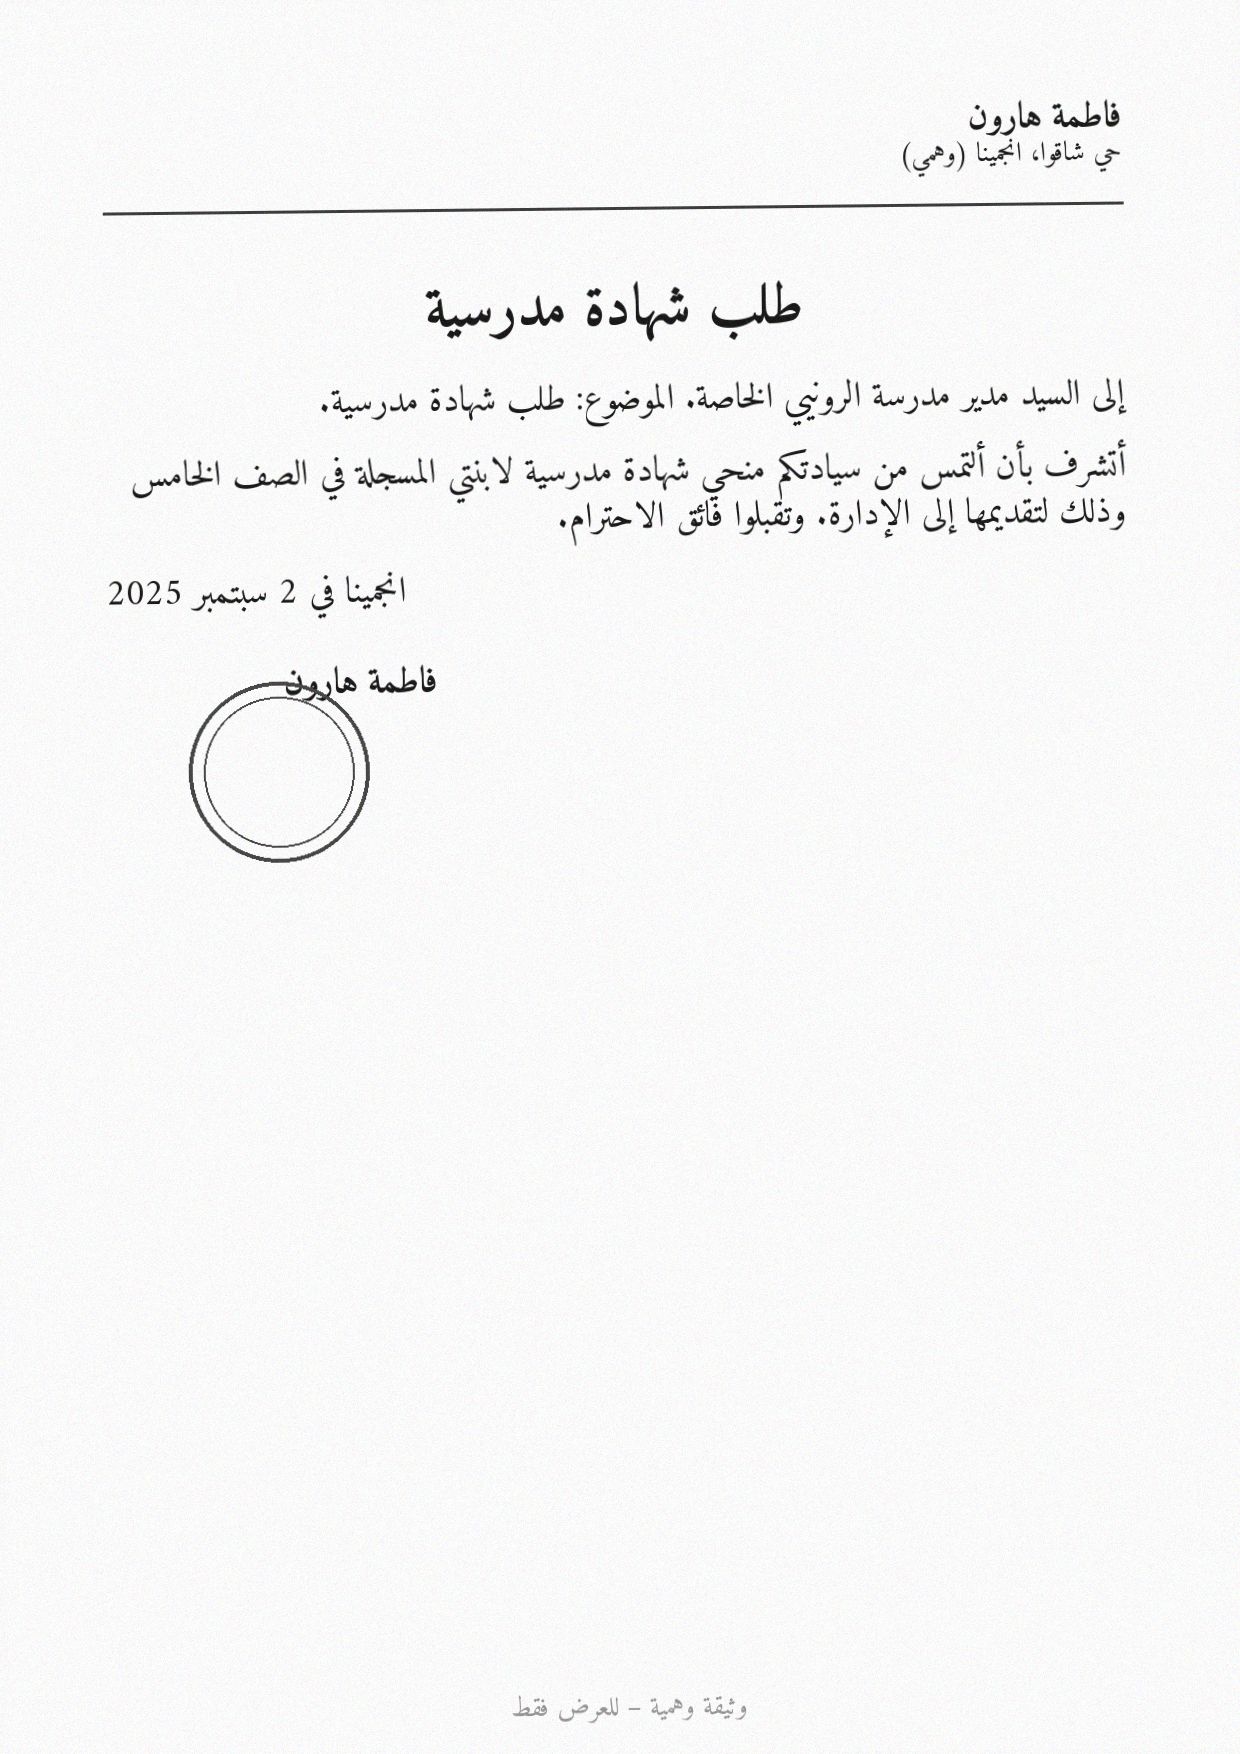 فاطمة هارون
حي شاقوا، انجمينا (وهمي)
طلب شهادة مدرسية
إلى السيد مدير مدرسة الرونيي الخاصة. الموضوع: طلب شهادة مدرسية.
أتشرف بأن ألتمس من سيادتكم منحي شهادة مدرسية لابنتي المسجلة في الصف الخامس
وذلك لتقديمها إلى الإدارة. وتقبلوا فائق الاحترام.
انجمينا في 2 سبتمبر 2025
فاطمة هارون
وثيقة وهمية – للعرض فقط